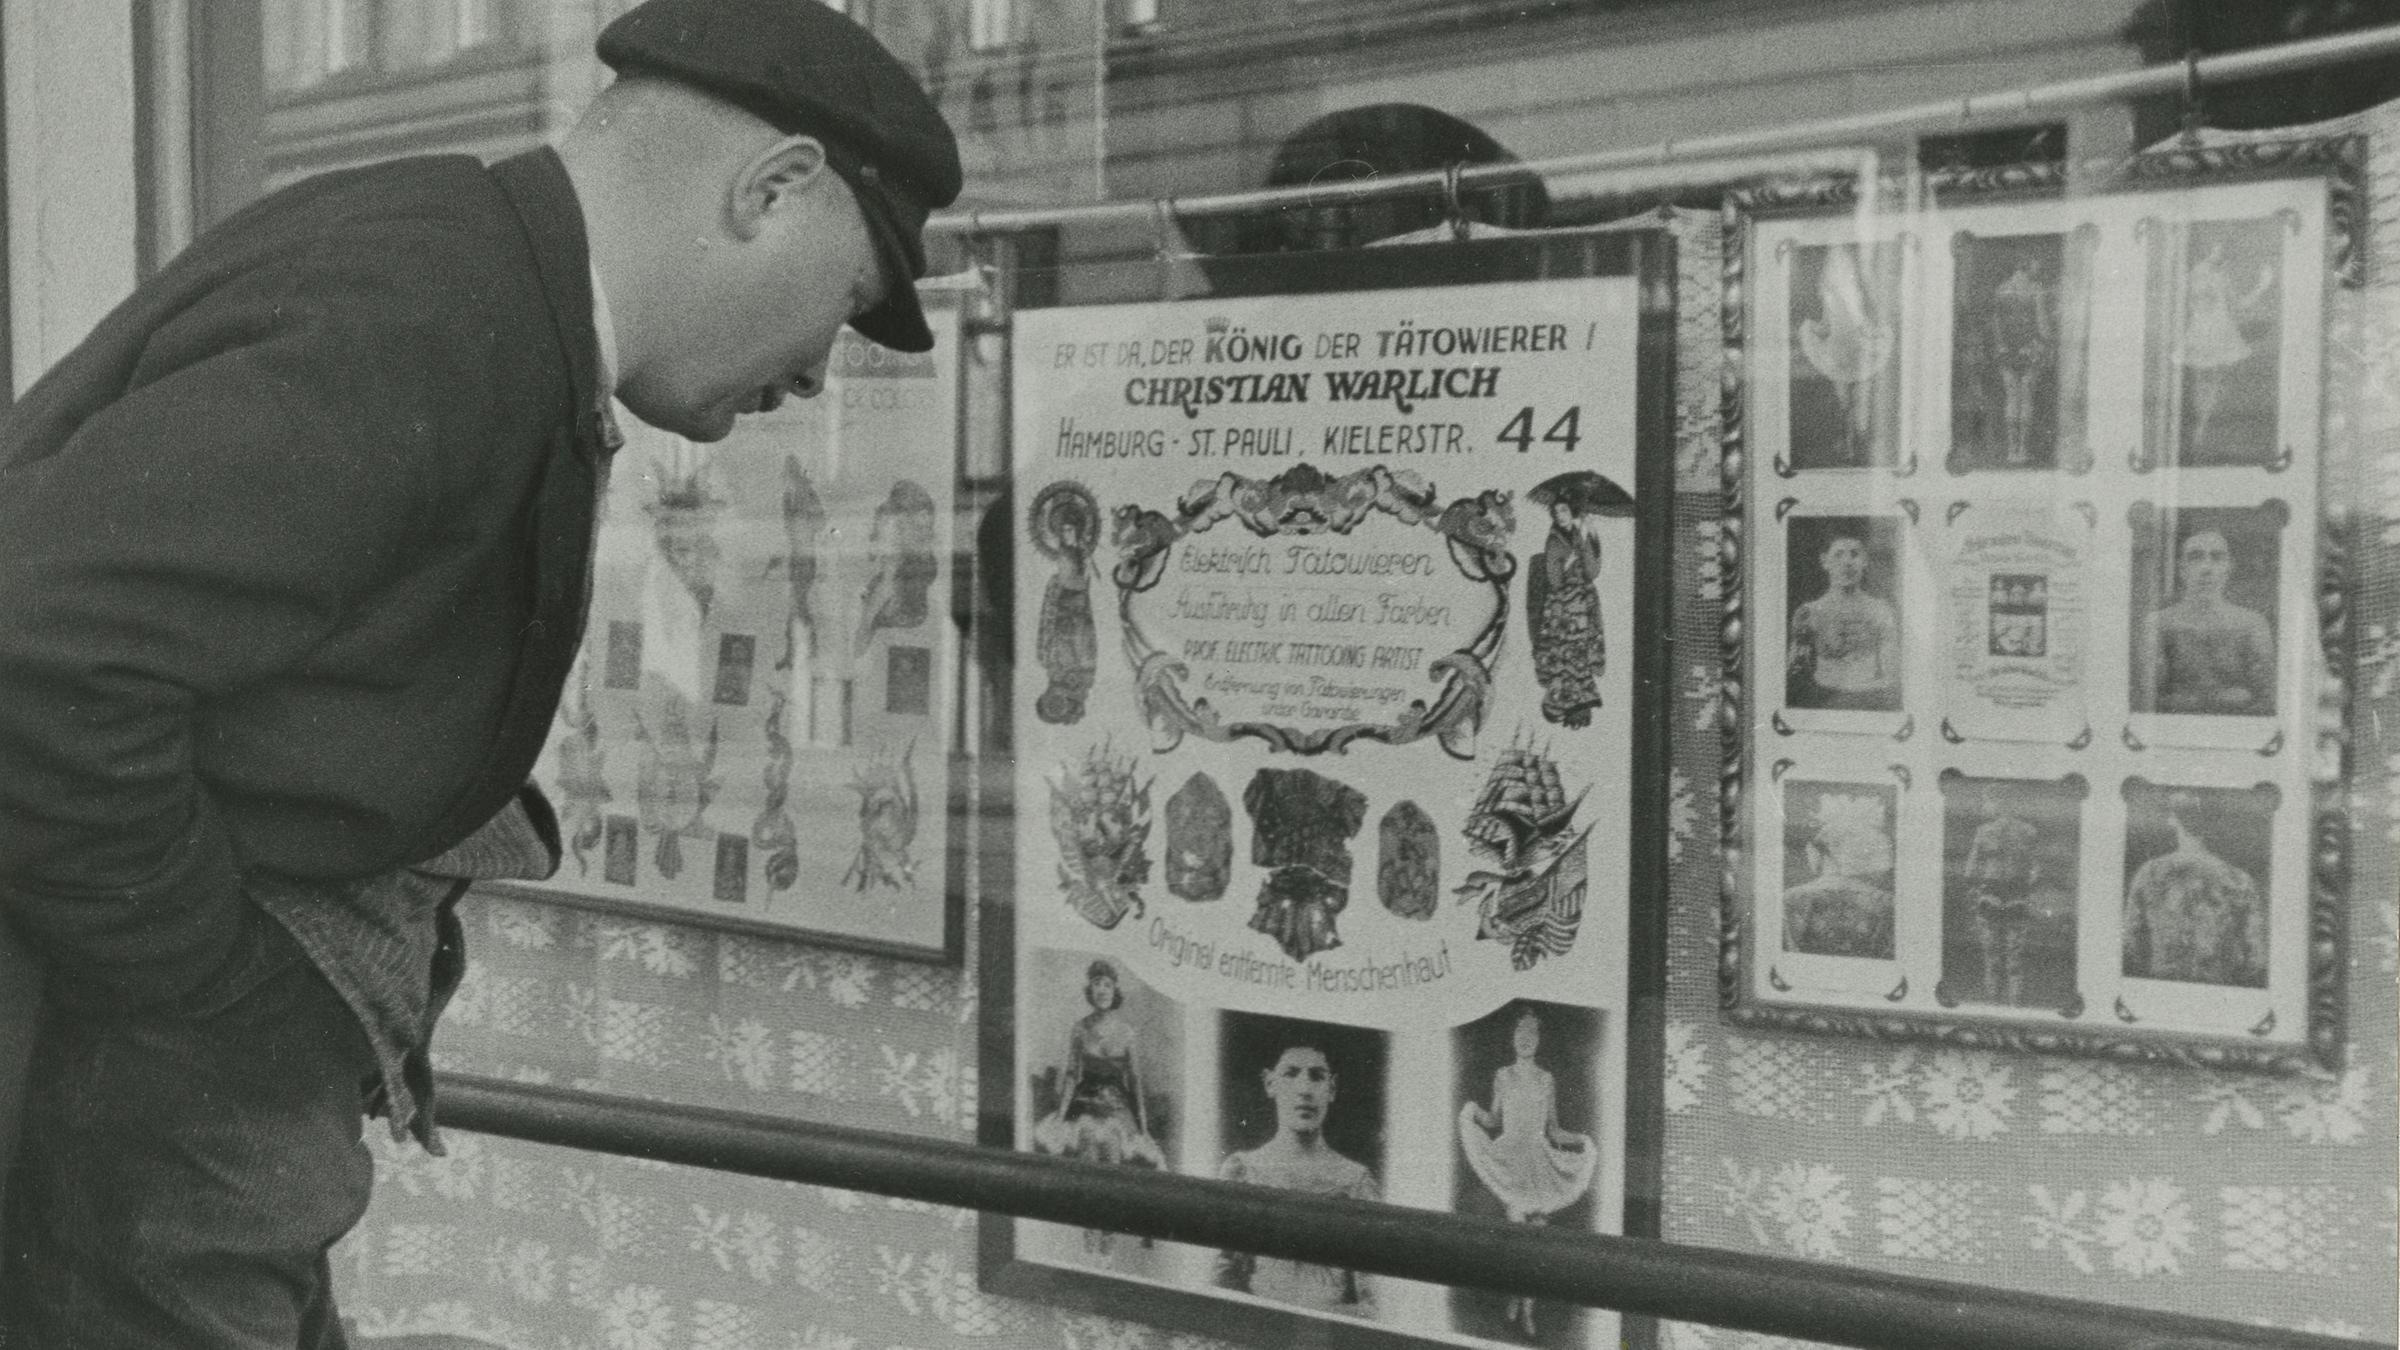 ER IST DA, DER KÖNIG DER TÄTOWIERER !
CHRISTIAN WARLICH
HAMBURG - ST. PAULI, KIELERSTR. 44
Elektrisch Tätowieren
Ausführung in allen Farben
PROF. ELECTRIC TATTOOING ARTIST
Entfernung von Tätowierungen
unter Garantie
Original entfernte Menschenhaut